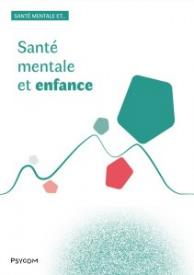 SANTÉ MENTALE ET...
Santé
mentale
et enfance
PSYCOM